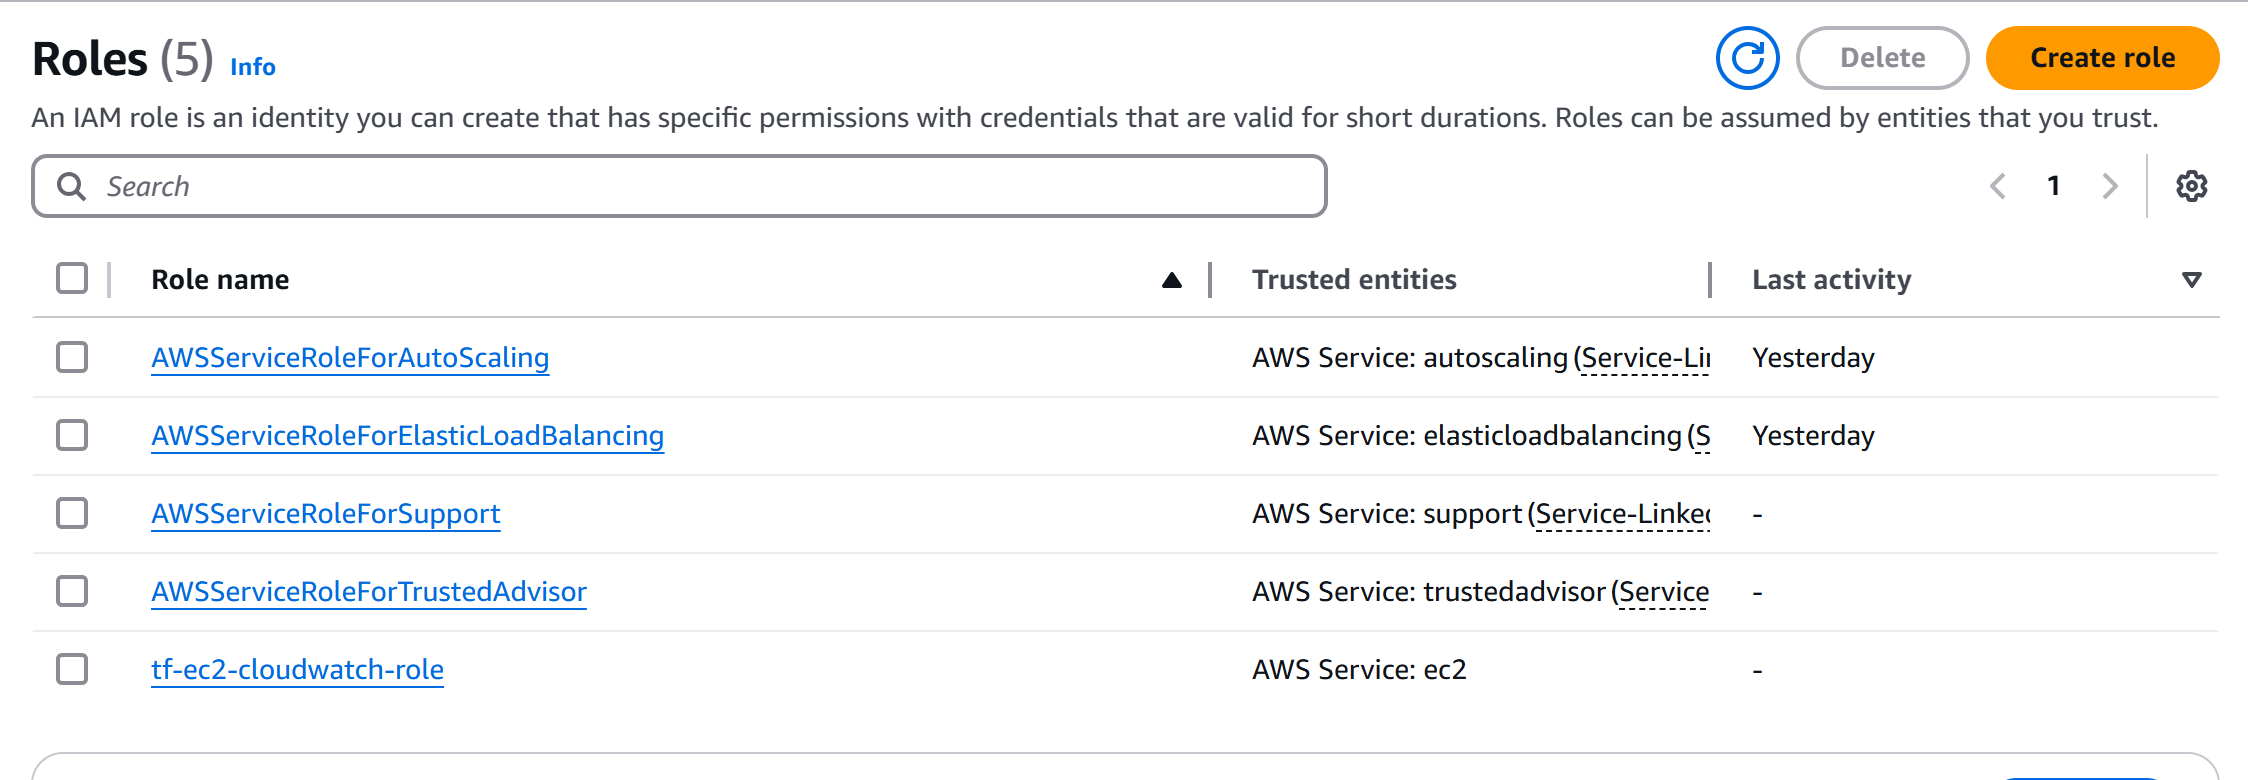 Roles (5) Info
Delete
Create role
An IAM role is an identity you can create that has specific permissions with credentials that are valid for short durations. Roles can be assumed by entities that you trust.
Search
1
Role name Trusted entities Last activity
AWSServiceRoleForAutoScaling AWS Service: autoscaling (Service-Li Yesterday
AWSServiceRoleForElasticLoadBalancing AWS Service: elasticloadbalancing (S Yesterday
AWSServiceRoleForSupport AWS Service: support (Service-Linke -
AWSServiceRoleForTrustedAdvisor AWS Service: trustedadvisor (Service -
tf-ec2-cloudwatch-role AWS Service: ec2 -